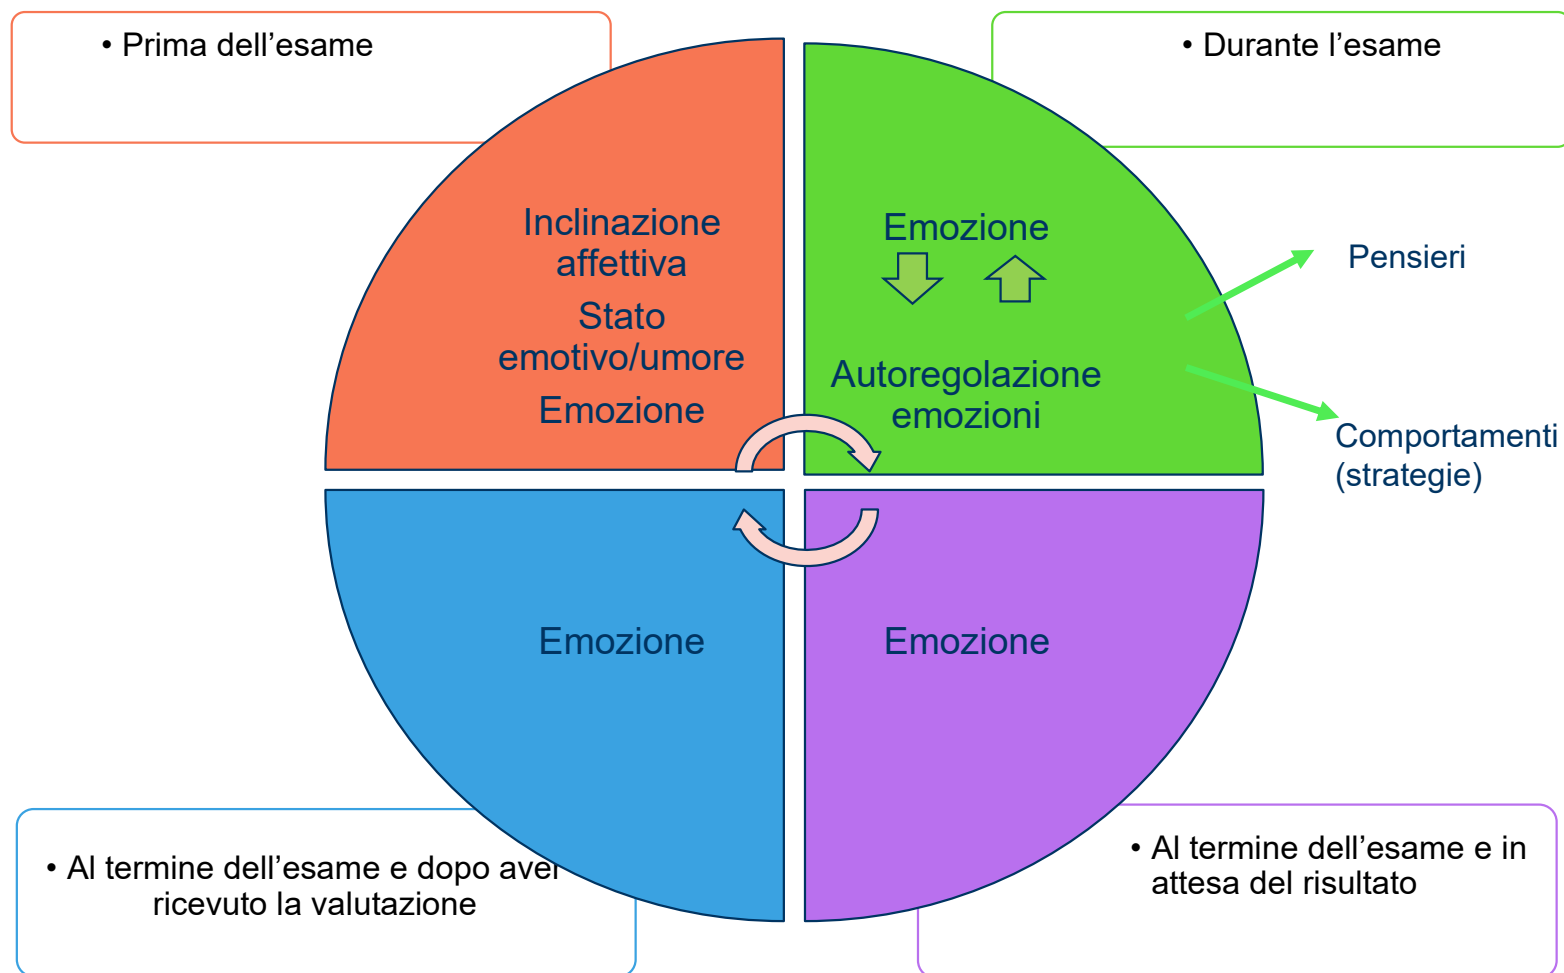 • Prima dell’esame
• Durante l’esame
Inclinazione
affettiva
Stato
emotivo/umore
Emozione
Emozione
Autoregolazione
emozioni
Pensieri
Comportamenti
(strategie)
Emozione
Emozione
• Al termine dell’esame e dopo aver
ricevuto la valutazione
• Al termine dell’esame e in
attesa del risultato